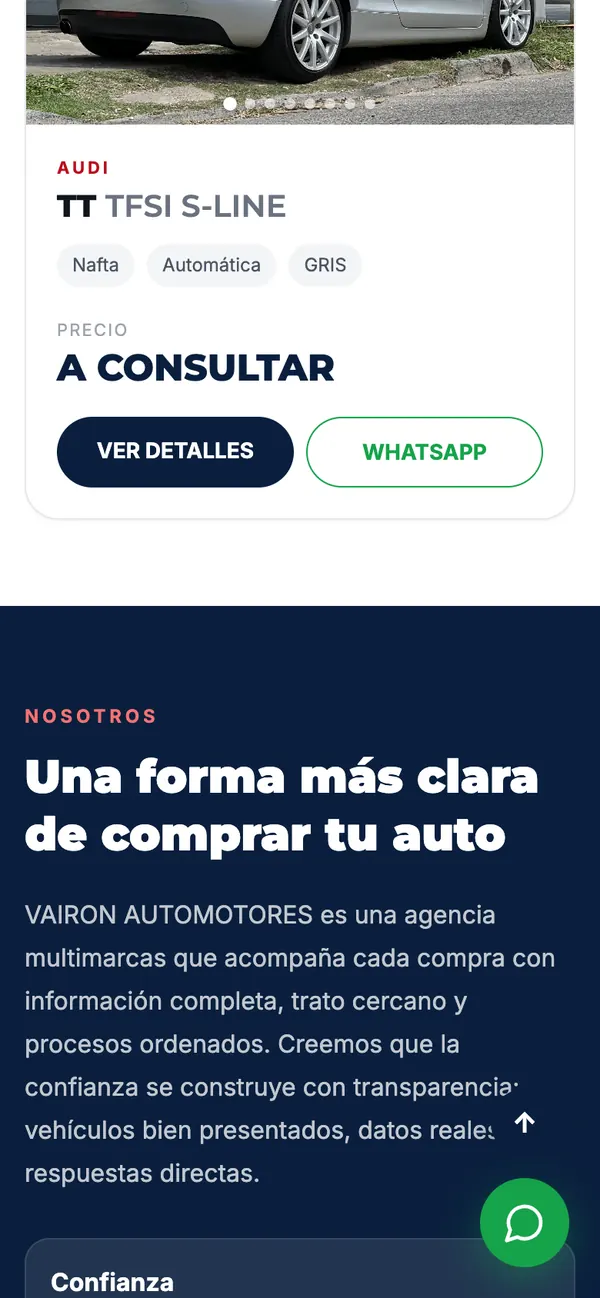 AUDI
TT TFSI S-LINE
Nafta
Automática
GRIS
PRECIO
A CONSULTAR
VER DETALLES
WHATSAPP
NOSOTROS
Una forma más clara
de comprar tu auto
VAIRON AUTOMOTORES es una agencia
multimarcas que acompaña cada compra con
información completa, trato cercano y
procesos ordenados. Creemos que la
confianza se construye con transparencia:
vehículos bien presentados, datos reales
respuestas directas.
Confianza